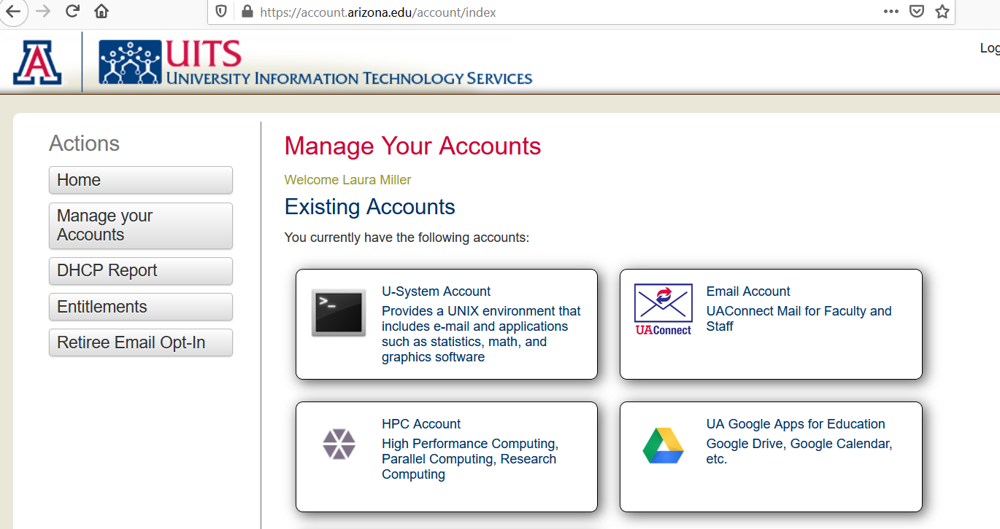 https://account.arizona.edu/account/index
Log
A
UITS
UNIVERSITY INFORMATION TECHNOLOGY SERVICES
Actions
Home
Manage your
Accounts
DHCP Report
Entitlements
Retiree Email Opt-In
Manage Your Accounts
Welcome Laura Miller
Existing Accounts
You currently have the following accounts:
>_
U-System Account
Provides a UNIX environment that
includes e-mail and applications
such as statistics, math, and
graphics software
UAConnect
Email Account
UAConnect Mail for Faculty and
Staff
HPC Account
High Performance Computing,
Parallel Computing, Research
Computing
UA Google Apps for Education
Google Drive, Google Calendar,
etc.